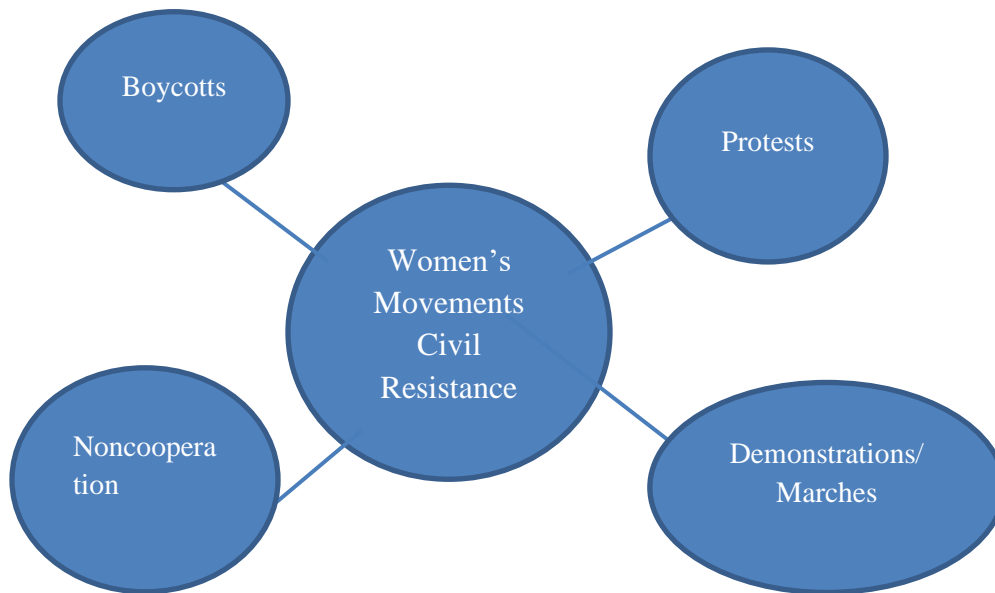 Boycotts
Protests
Women’s
Movements
Civil
Resistance
Noncoopera
tion
Demonstrations/
Marches